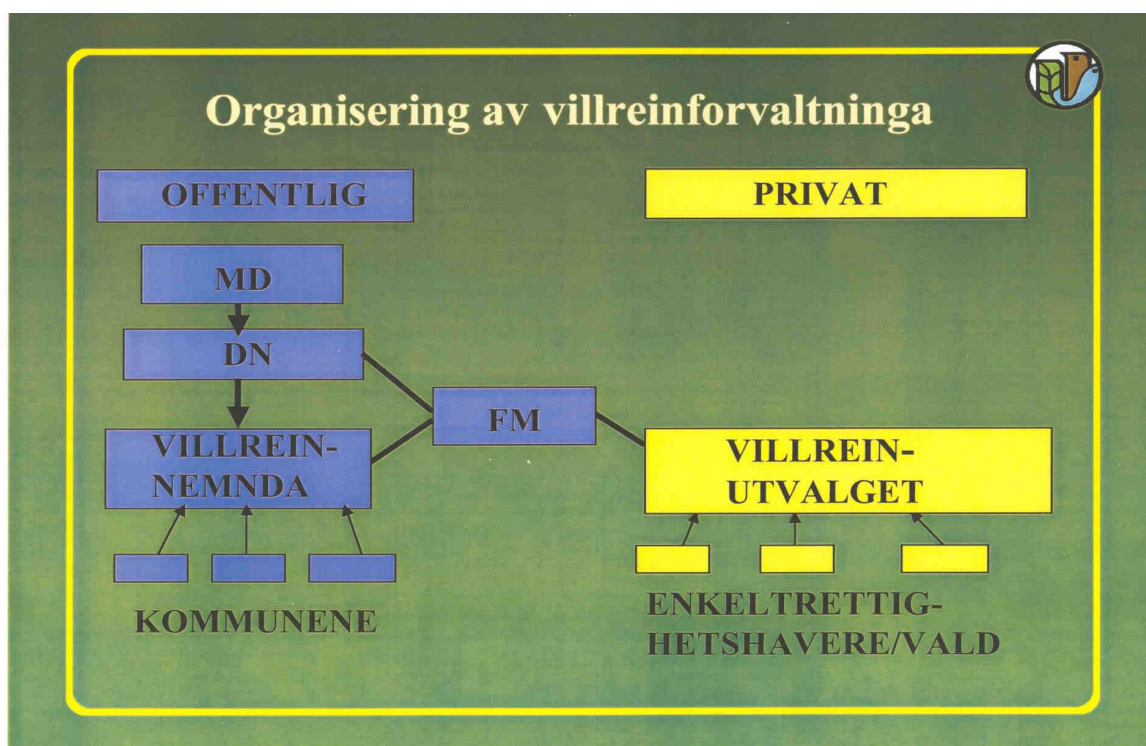 Organisering av villreinforvaltninga
OFFENTLIG
PRIVAT
MD
DN
FM
VILLREIN-
NEMNDA
VILLREIN-
UTVALGET
KOMMUNENE
ENKELTRETTIG-
HETSHAVERE/VALD